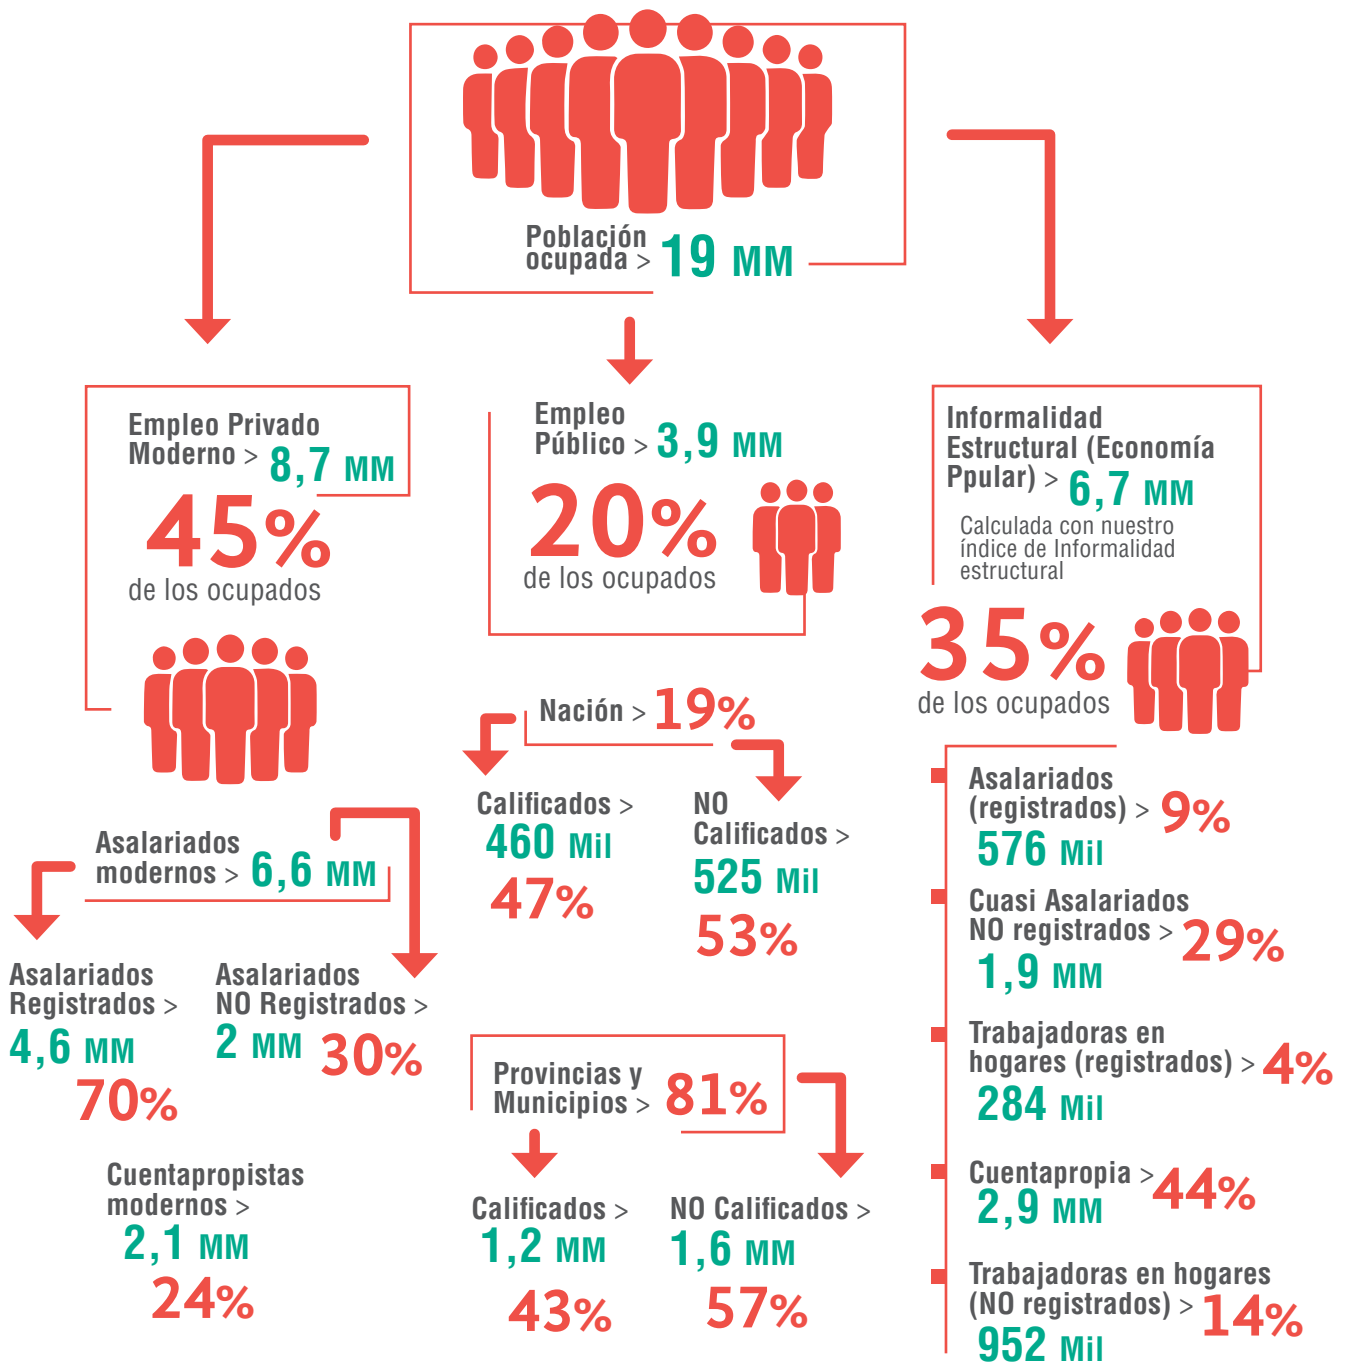 Población
ocupada > 19 MM
Empleo Privado
Moderno > 8,7 MM
45%
de los ocupados
Asalariados
modernos > 6,6 MM
Asalariados
Registrados >
4,6 MM
70%
Asalariados
NO Registrados >
2 MM 30%
Cuentapropistas
modernos >
2,1 MM
24%
Empleo
Público > 3,9 MM
20%
de los ocupados
Nación > 19%
Calificados >
460 Mil
47%
NO
Calificados >
525 Mil
53%
Provincias y
Municipios > 81%
Calificados >
1,2 MM
43%
NO Calificados >
1,6 MM
57%
Informalidad
Estructural (Economía
Ppular) > 6,7 MM
Calculada con nuestro
índice de Informalidad
estructural
35%
de los ocupados
Asalariados
(registrados) > 9%
576 Mil
Cuasi Asalariados
NO registrados > 29%
1,9 MM
Trabajadoras en
hogares (registrados) > 4%
284 Mil
Cuentapropia > 44%
2,9 MM
Trabajadoras en hogares
(NO registrados) > 14%
952 Mil